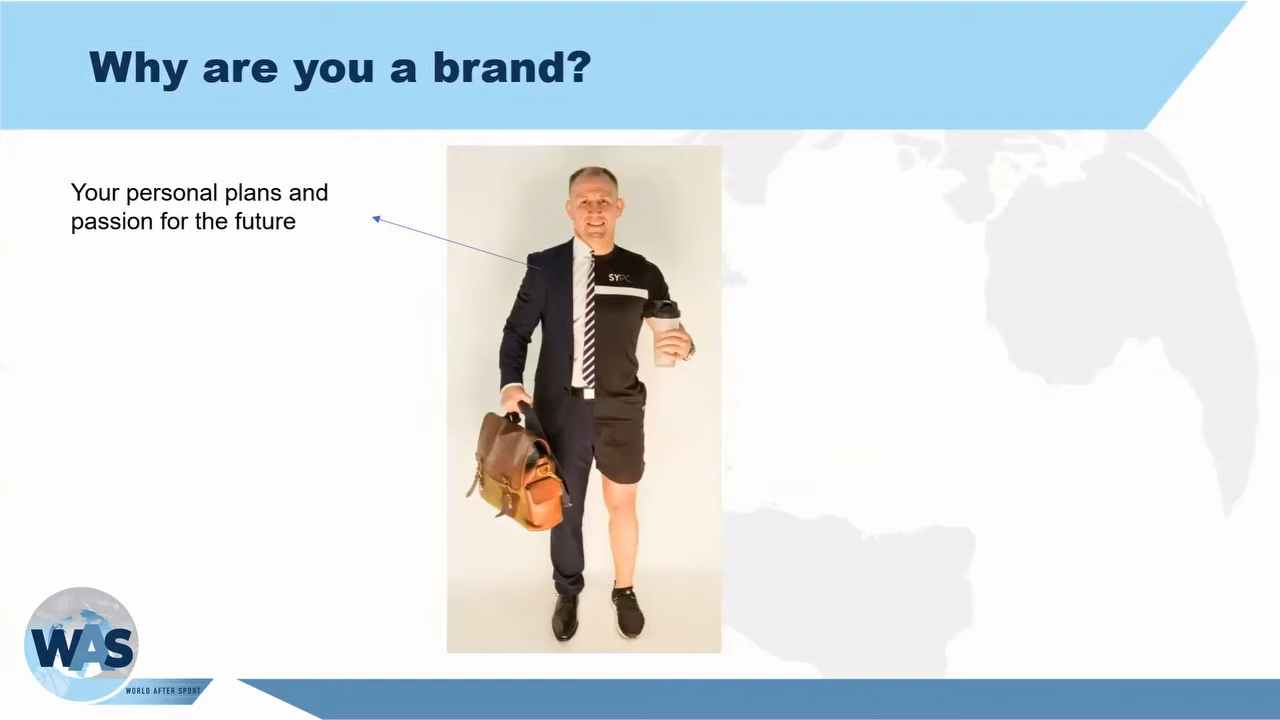 Why are you a brand?
Your personal plans and
passion for the future
SYPC
WAS
WORLD AFTER SPORT